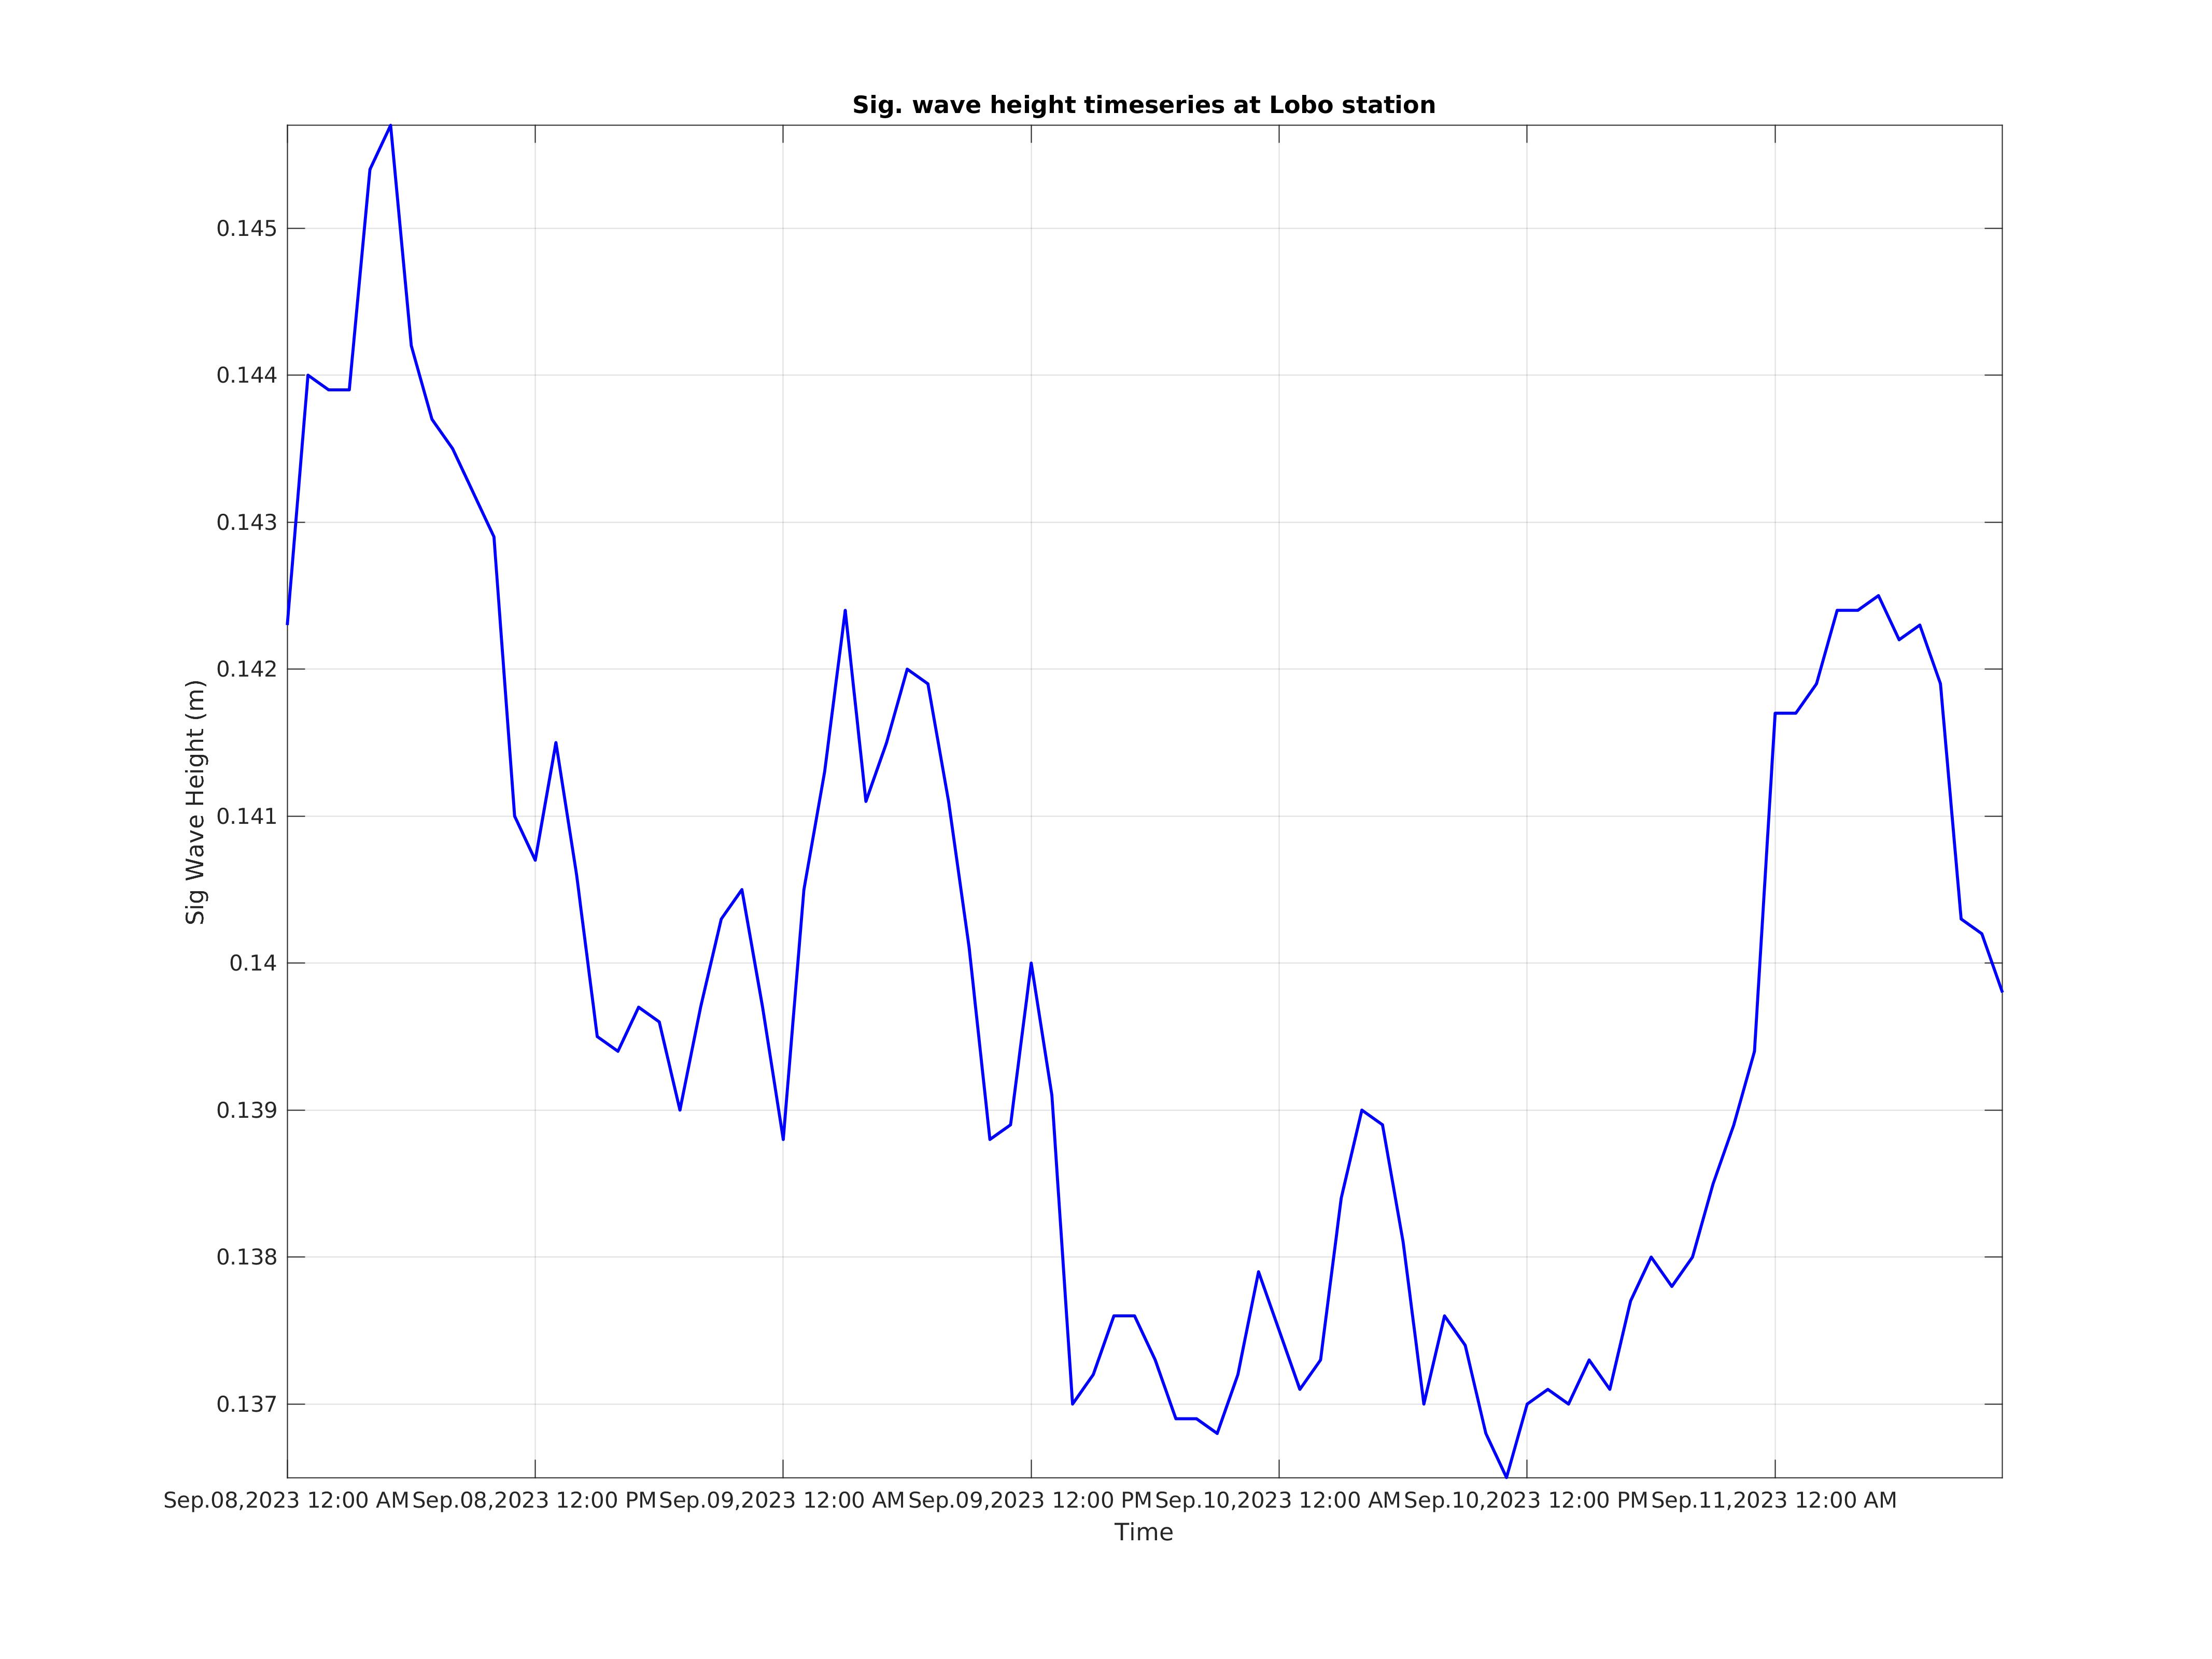 Sig. wave height timeseries at Lobo station
Sig Wave Height (m)
0.145
0.144
0.143
0.142
0.141
0.14
0.139
0.138
0.137
Sep.08,2023 12:00 AM Sep.08,2023 12:00 PM Sep.09,2023 12:00 AM Sep.09,2023 12:00 PM Sep.10,2023 12:00 AM Sep.10,2023 12:00 PM Sep.11,2023 12:00 AM
Time